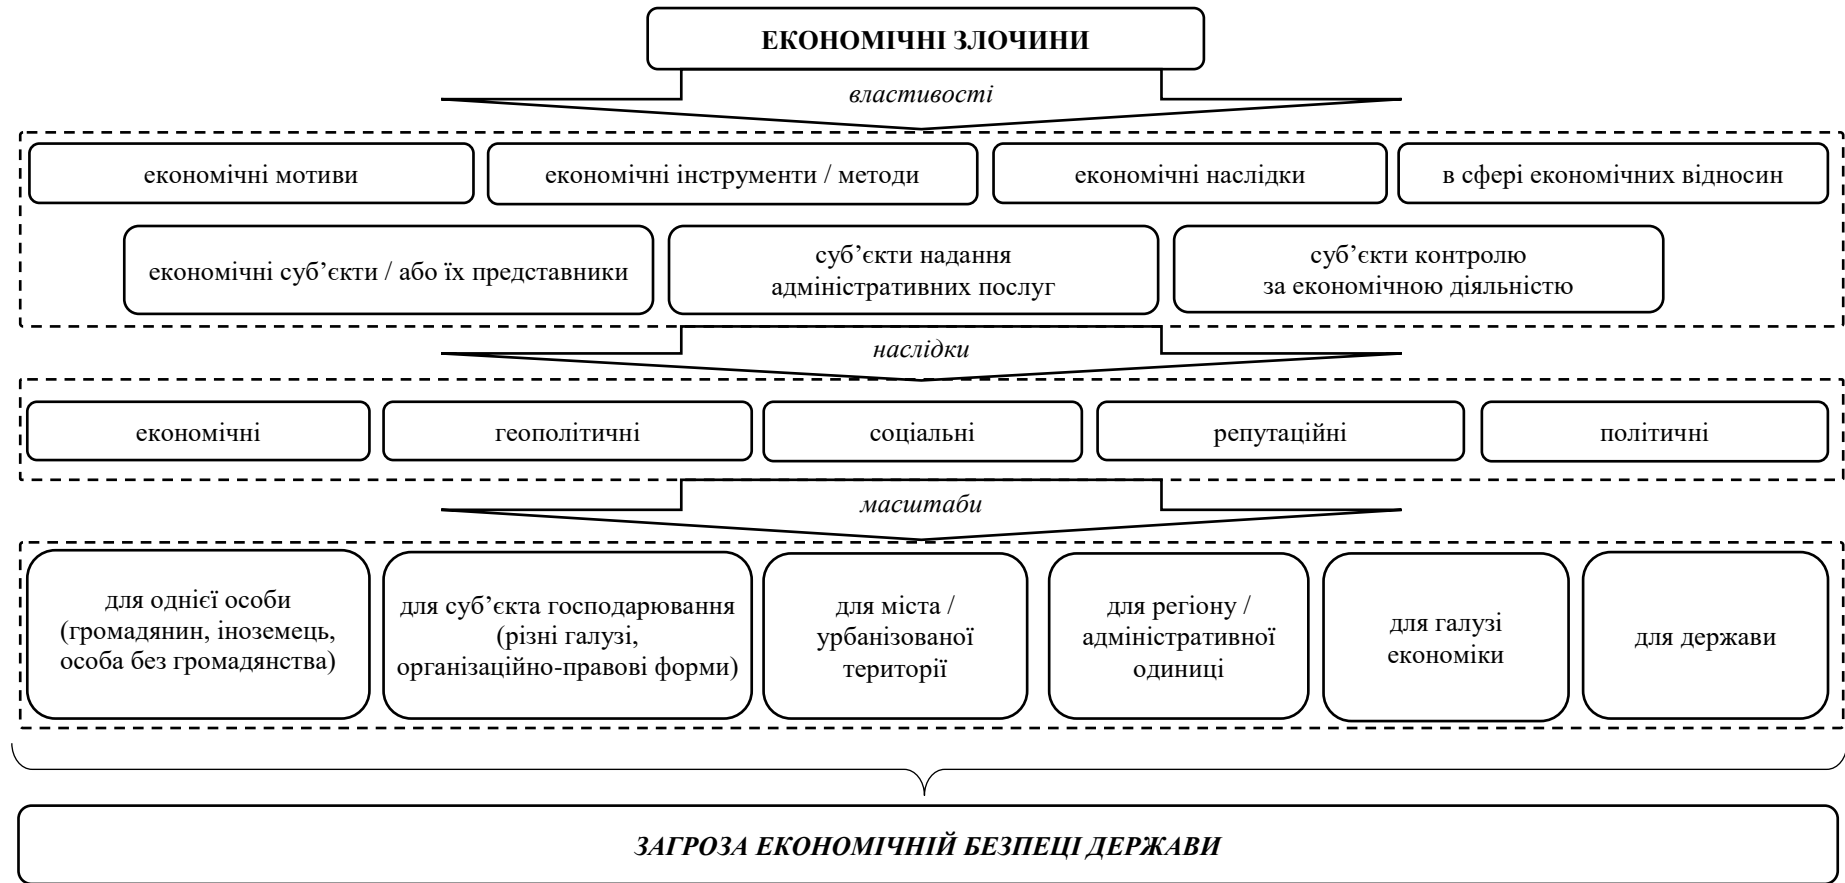 ЕКОНОМІЧНІ ЗЛОЧИНИ
властивості
економічні мотиви
економічні інструменти / методи
економічні наслідки
в сфері економічних відносин
економічні суб’єкти / або їх представники
суб’єкти надання
адміністративних послуг
суб’єкти контролю
за економічною діяльністю
наслідки
економічні
геополітичні
соціальні
репутаційні
політичні
масштаби
для однієї особи
(громадянин, іноземець,
особа без громадянства)
для суб’єкта господарювання
(різні галузі,
організаційно-правові форми)
для міста /
урбанізованої
території
для регіону /
адміністративної
одиниці
для галузі
економіки
для держави
ЗАГРОЗА ЕКОНОМІЧНІЙ БЕЗПЕЦІ ДЕРЖАВИ